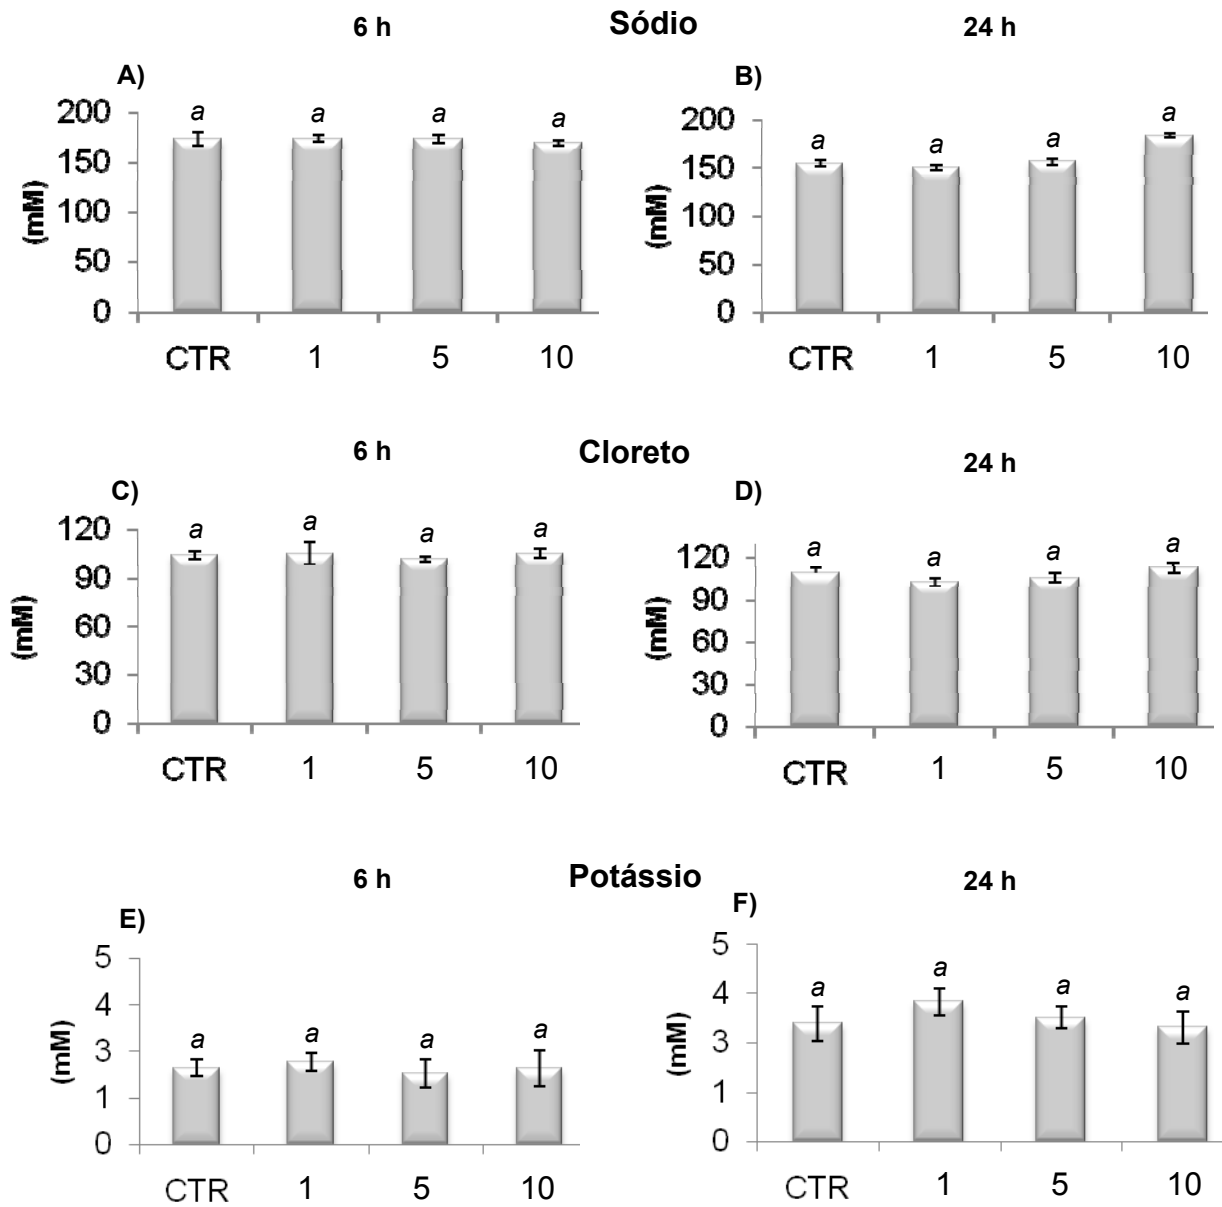 6 h Sódio 24 h
A) B)
200 a a a a
150
100
50
0
(mM)
CTR 1 5 10
200 a a a a
150
100
50
0
(mM)
CTR 1 5 10
6 h Cloreto 24 h
C) D)
120 a a a a
90
60
30
0
(mM)
CTR 1 5 10
120 a a a a
90
60
30
0
(mM)
CTR 1 5 10
6 h Potássio 24 h
E) F)
5
4
3 a a a a
1
0
(mM)
CTR 1 5 10
5
4 a a a a
3
1
0
(mM)
CTR 1 5 10